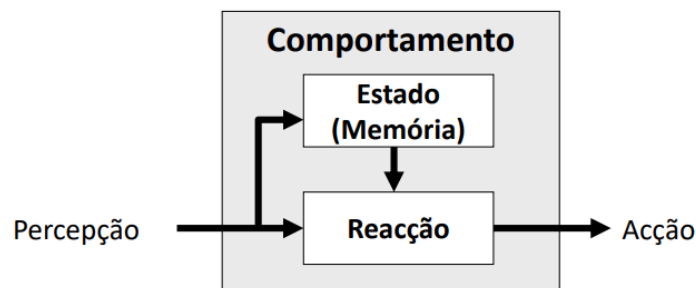 Comportamento
Estado
(Memória)
Percepção
Reacção
Acção